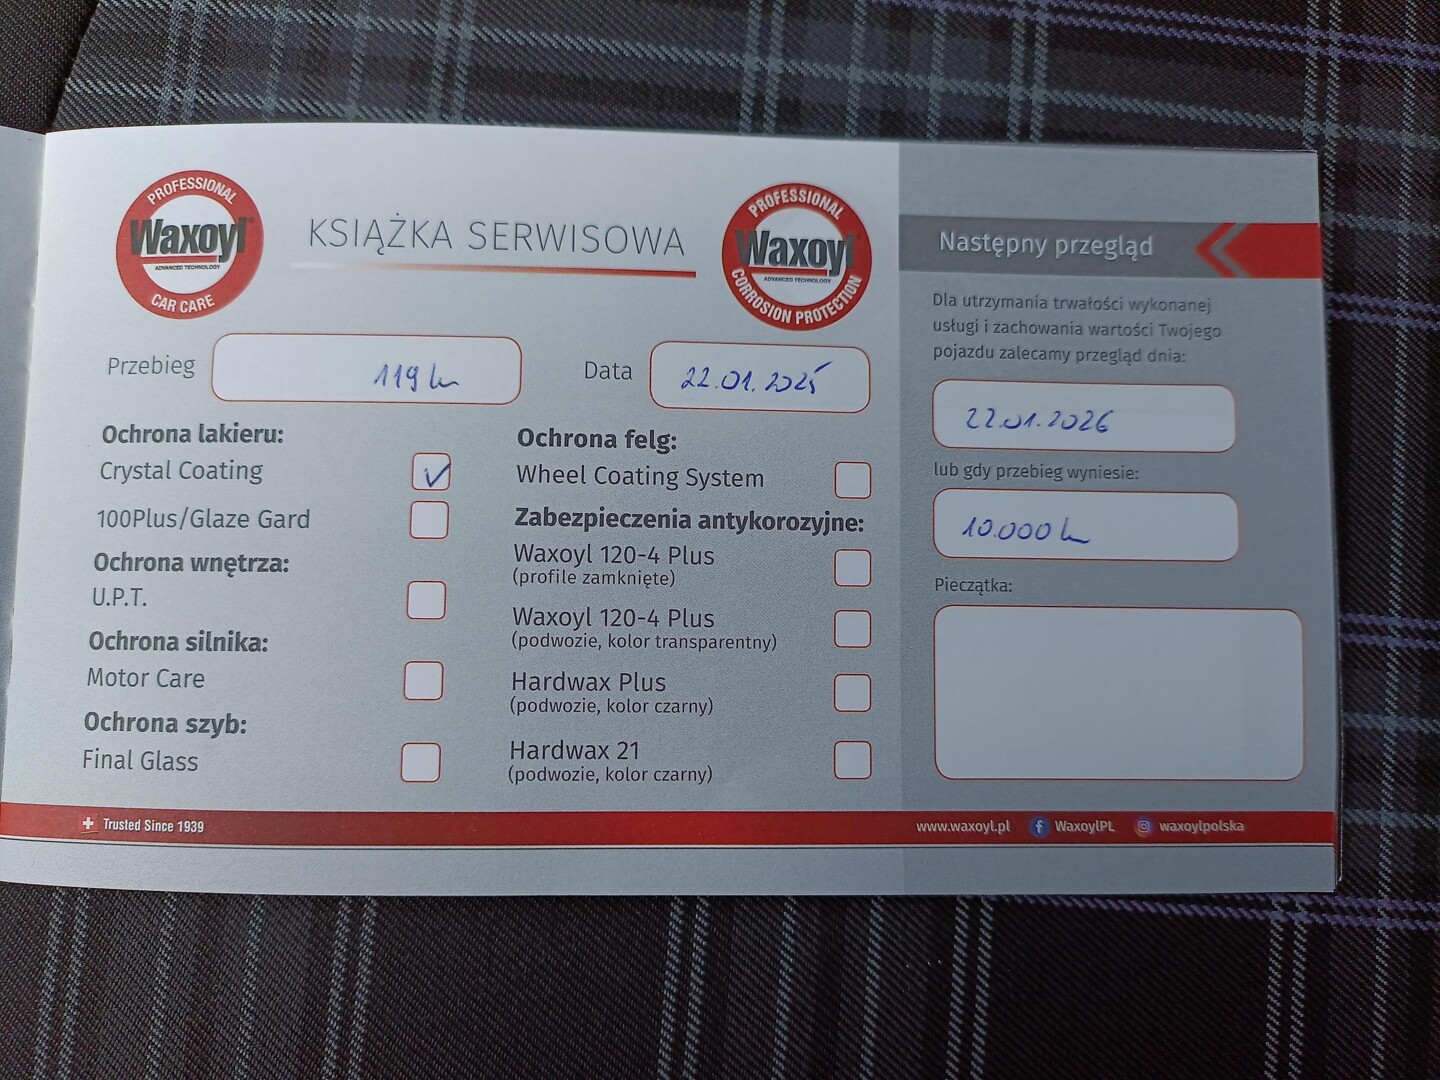 PROFESSIONAL
Waxoyl®
ADVANCED TECHNOLOGY
CAR CARE
KSIĄŻKA SERWISOWA
PROFESSIONAL
Waxoyl
ADVANCED TECHNOLOGY
CORROSION PROTECTION
Przebieg 119 km
Data 22.01.2025
Ochrona lakieru:
Crystal Coating
100Plus/Glaze Gard
Ochrona wnętrza:
U.P.T.
Ochrona silnika:
Motor Care
Ochrona szyb:
Final Glass
Ochrona felg:
Wheel Coating System
Zabezpieczenia antykorozyjne:
Waxoyl 120-4 Plus
(profile zamknięte)
Waxoyl 120-4 Plus
(podwozie, kolor transparentny)
Hardwax Plus
(podwozie, kolor czarny)
Hardwax 21
(podwozie, kolor czarny)
Następny przegląd
Dla utrzymania trwałości wykonanej
usługi i zachowania wartości Twojego
pojazdu zalecamy przegląd dnia:
22.01.2026
lub gdy przebieg wyniesie:
10.000 km
Pieczątka:
Trusted Since 1939
www.waxoyl.pl WaxoylPL waxoylpolska